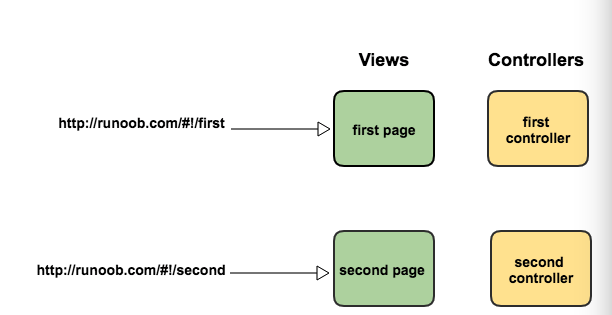 Views
Controllers
http://runoob.com/#!/first
first page
first
controller
http://runoob.com/#!/second
second page
second
controller